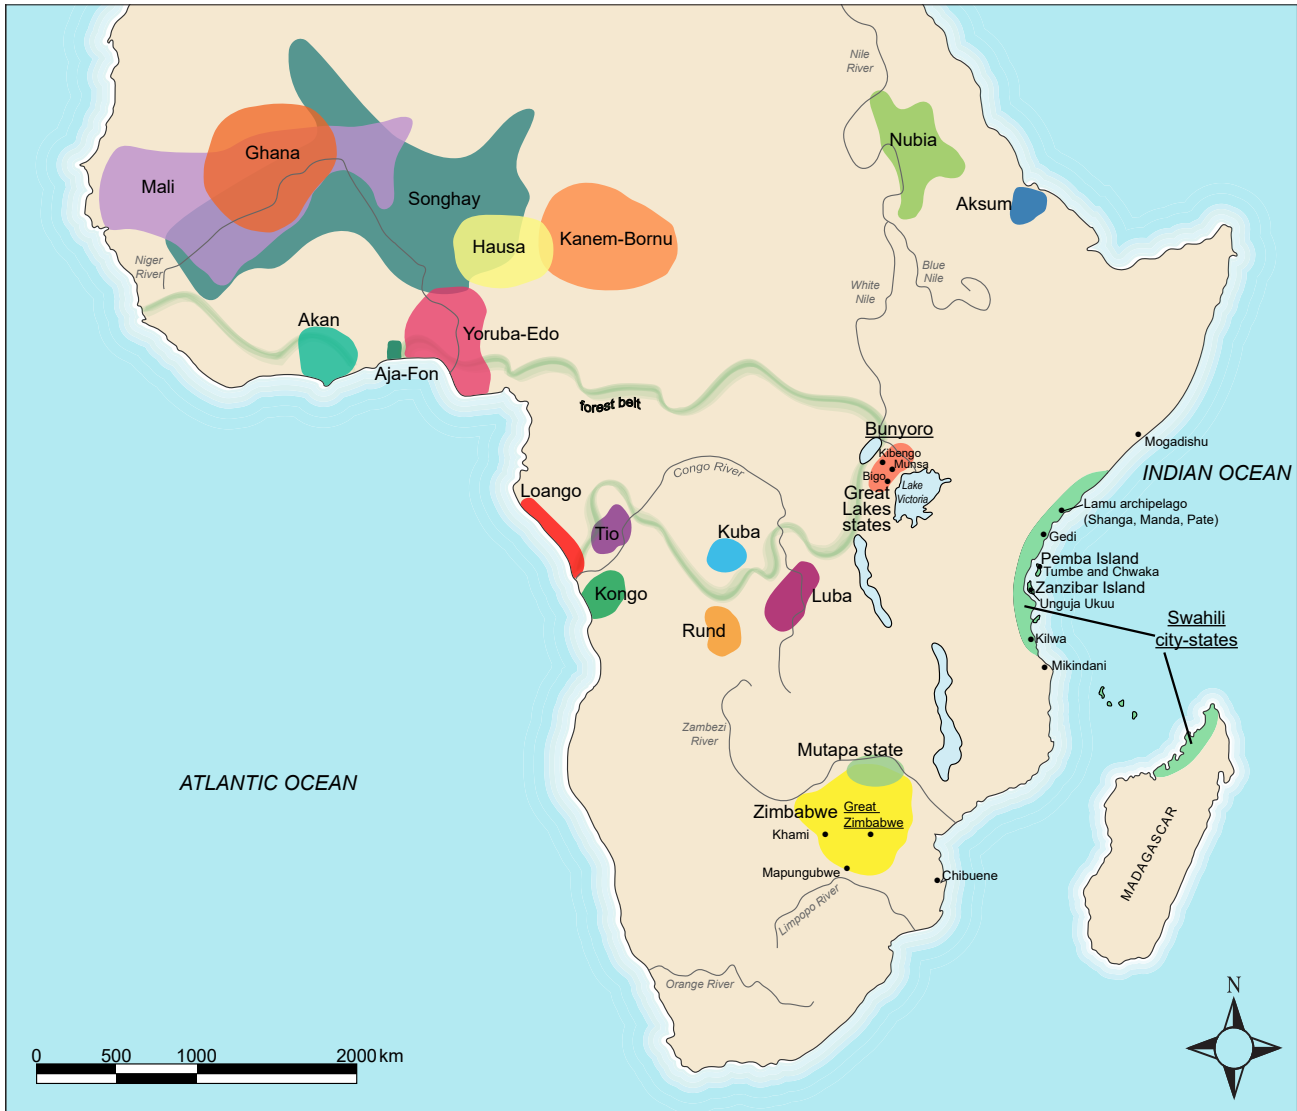 Nile
River
Nubia
Ghana
Mali
Songhay
Aksum
Hausa
Kanem-Bornu
Niger
River
Blue
Nile
White
Nile
Akan
Yoruba-Edo
Aja-Fon
forest belt
Bunyoro
Kibengo
Munsa
Bigo
Lake
Victoria
Great
Lakes
states
Mogadishu
INDIAN OCEAN
Congo River
Loango
Lamu archipelago
(Shanga, Manda, Pate)
Tio
Kuba
Gedi
Pemba Island
Tumbe and Chwaka
Zanzibar Island
Unguja Ukuu
Kongo
Luba
Rund
Swahili
city-states
Kilwa
Mikindani
Zambezi
River
Mutapa state
ATLANTIC OCEAN
Zimbabwe
Great
Zimbabwe
Khami
Mapungubwe
Chibuene
MADAGASCAR
Limpopo River
Orange River
N
0 500 1000 2000 km